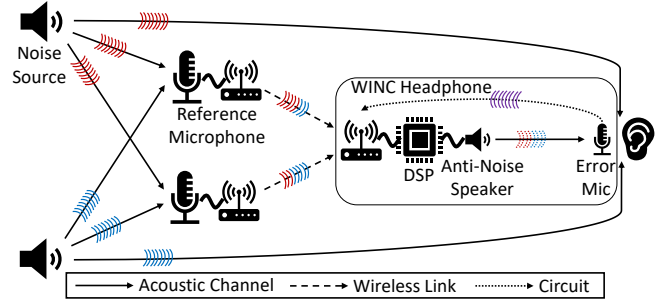 Noise
Source
Reference
Microphone
WINC Headphone
DSP
Anti-Noise
Speaker
Error
Mic
Acoustic Channel
Wireless Link
Circuit